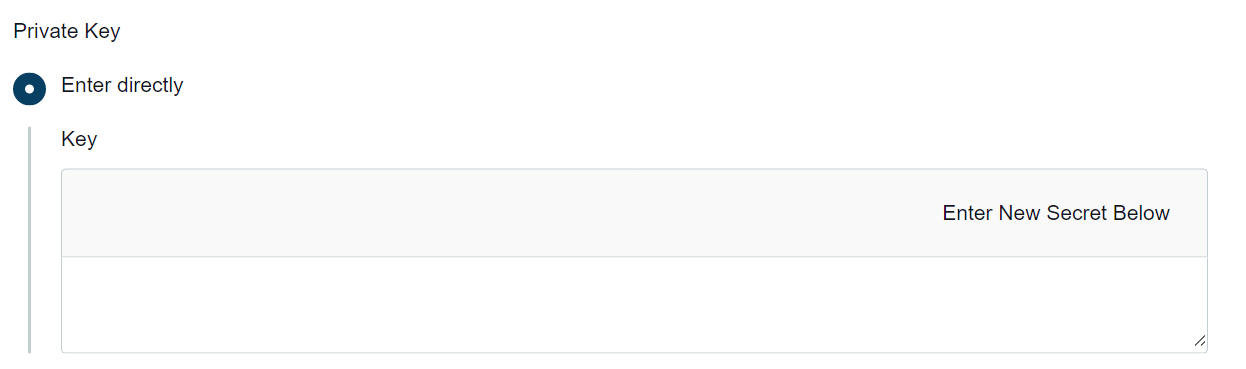 Private Key
Enter directly
Key
Enter New Secret Below